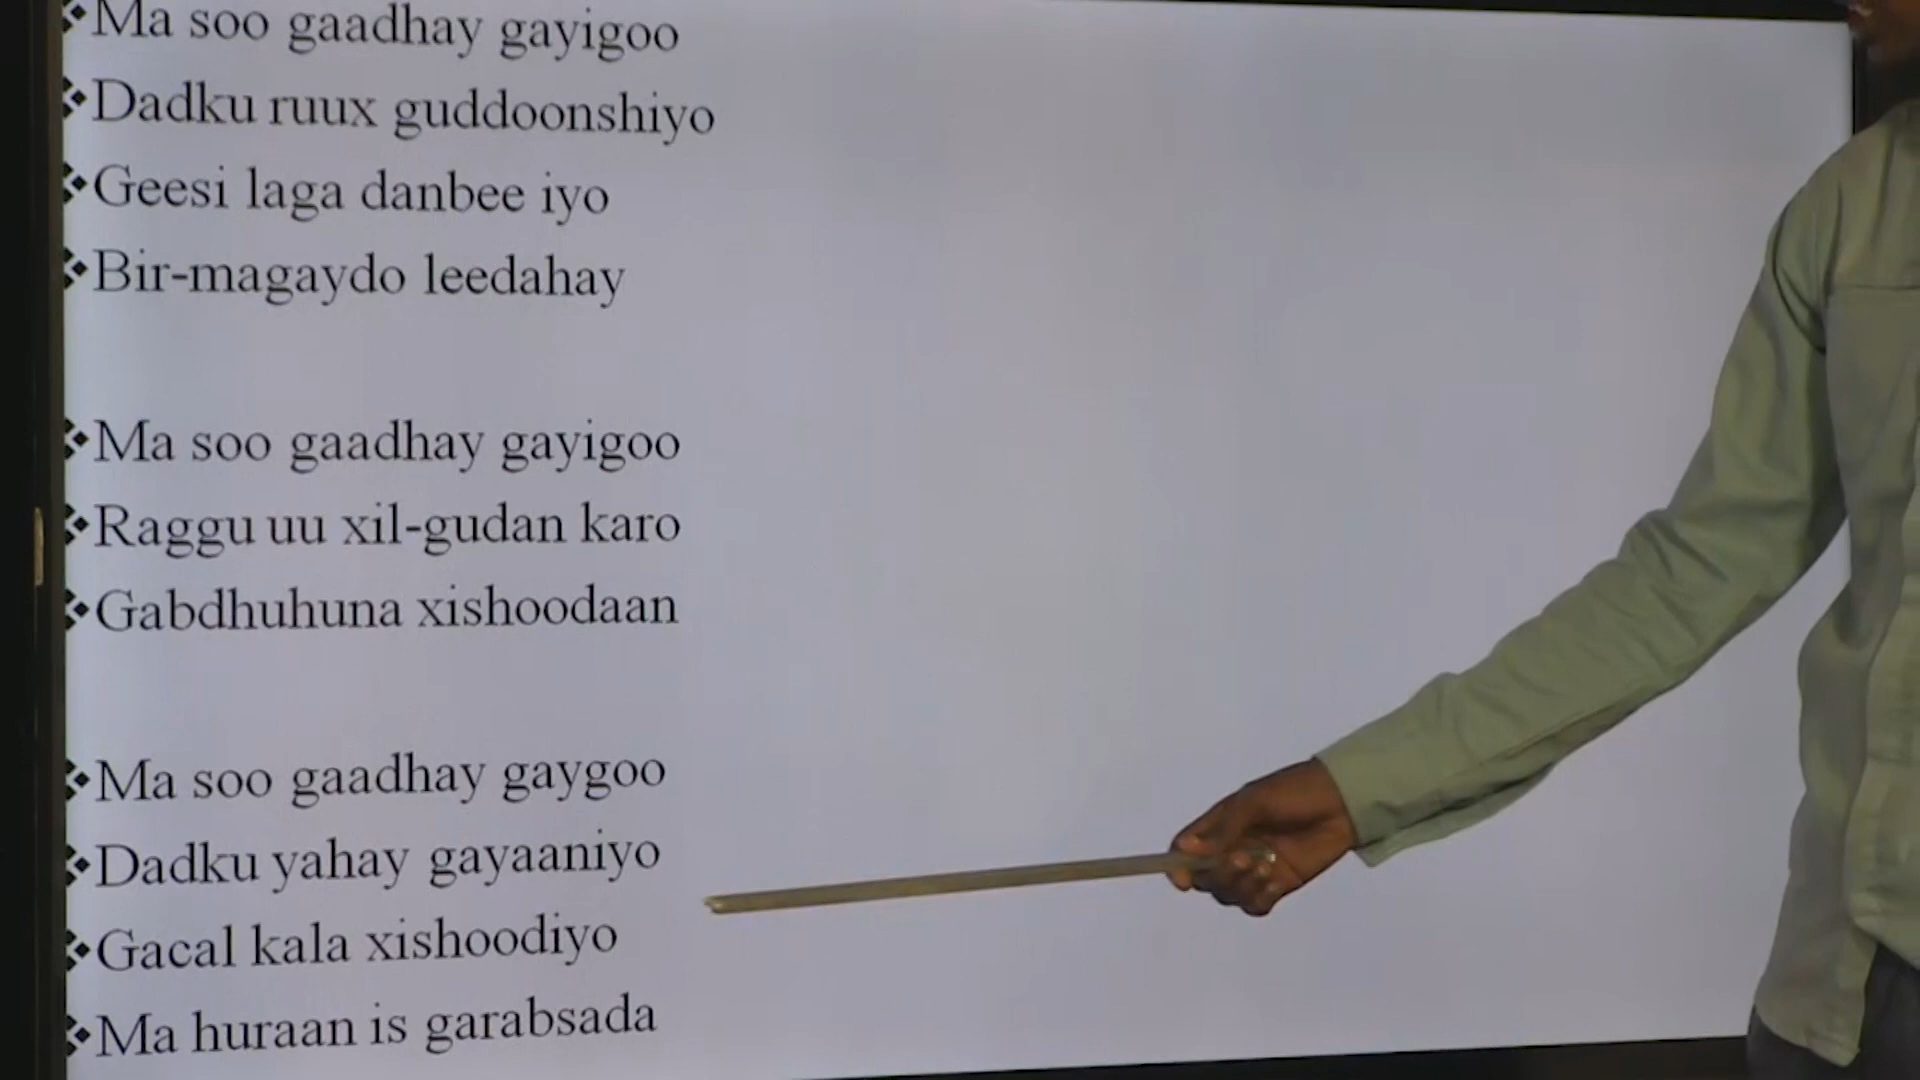 Ma soo gaadhay gayigoo
Dadku ruux guddoonshiyo
Geesi laga danbee iyo
Bir-magaydo leedahay
Ma soo gaadhay gayigoo
Raggu uu xil-gudan karo
Gabdhuhuna xishoodaan
Ma soo gaadhay gaygoo
Dadku yahay gayaaniyo
Gacal kala xishoodiyo
Ma huraan is garabsada